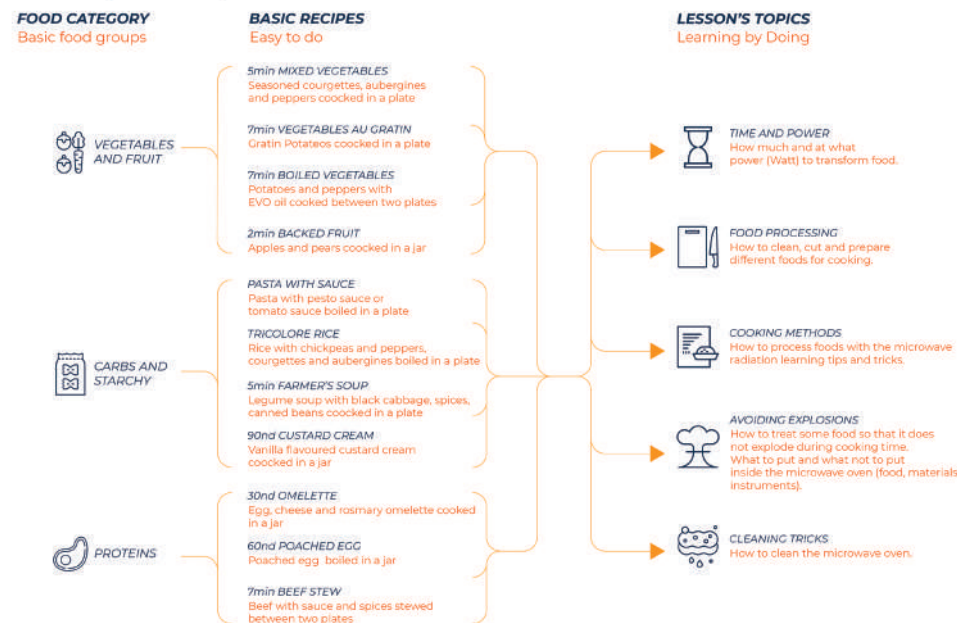 FOOD CATEGORY
Basic food groups
BASIC RECIPES
Easy to do
LESSON'S TOPICS
Learning by Doing
VEGETABLES
AND FRUIT
5min MIXED VEGETABLES
Seasoned courgettes, aubergines
and peppers coocked in a plate
7min VEGETABLES AU GRATIN
Gratin Potateos coocked in a plate
7min BOILED VEGETABLES
Potatoes and peppers with
EVO oil cooked between two plates
2min BACKED FRUIT
Apples and pears coocked in a jar
CARBS AND
STARCHY
PASTA WITH SAUCE
Pasta with pesto sauce or
tomato sauce boiled in a plate
TRICOLORE RICE
Rice with chickpeas and peppers,
courgettes and aubergines boiled in a plate
5min FARMER'S SOUP
Legume soup with black cabbage, spices,
canned beans coocked in a plate
90nd CUSTARD CREAM
Vanilla flavoured custard cream
coocked in a jar
PROTEINS
30nd OMELETTE
Egg, cheese and rosmary omelette cooked
in a jar
60nd POACHED EGG
Poached egg boiled in a jar
7min BEEF STEW
Beef with sauce and spices stewed
between two plates
TIME AND POWER
How much and at what
power (Watt) to transform food.
FOOD PROCESSING
How to clean, cut and prepare
different foods for cooking.
COOKING METHODS
How to process foods with the microwave
radiation learning tips and tricks.
AVOIDING EXPLOSIONS
How to treat some food so that it does
not explode during cooking time.
What to put and what not to put
inside the microwave oven (food, materials
instruments).
CLEANING TRICKS
How to clean the microwave oven.